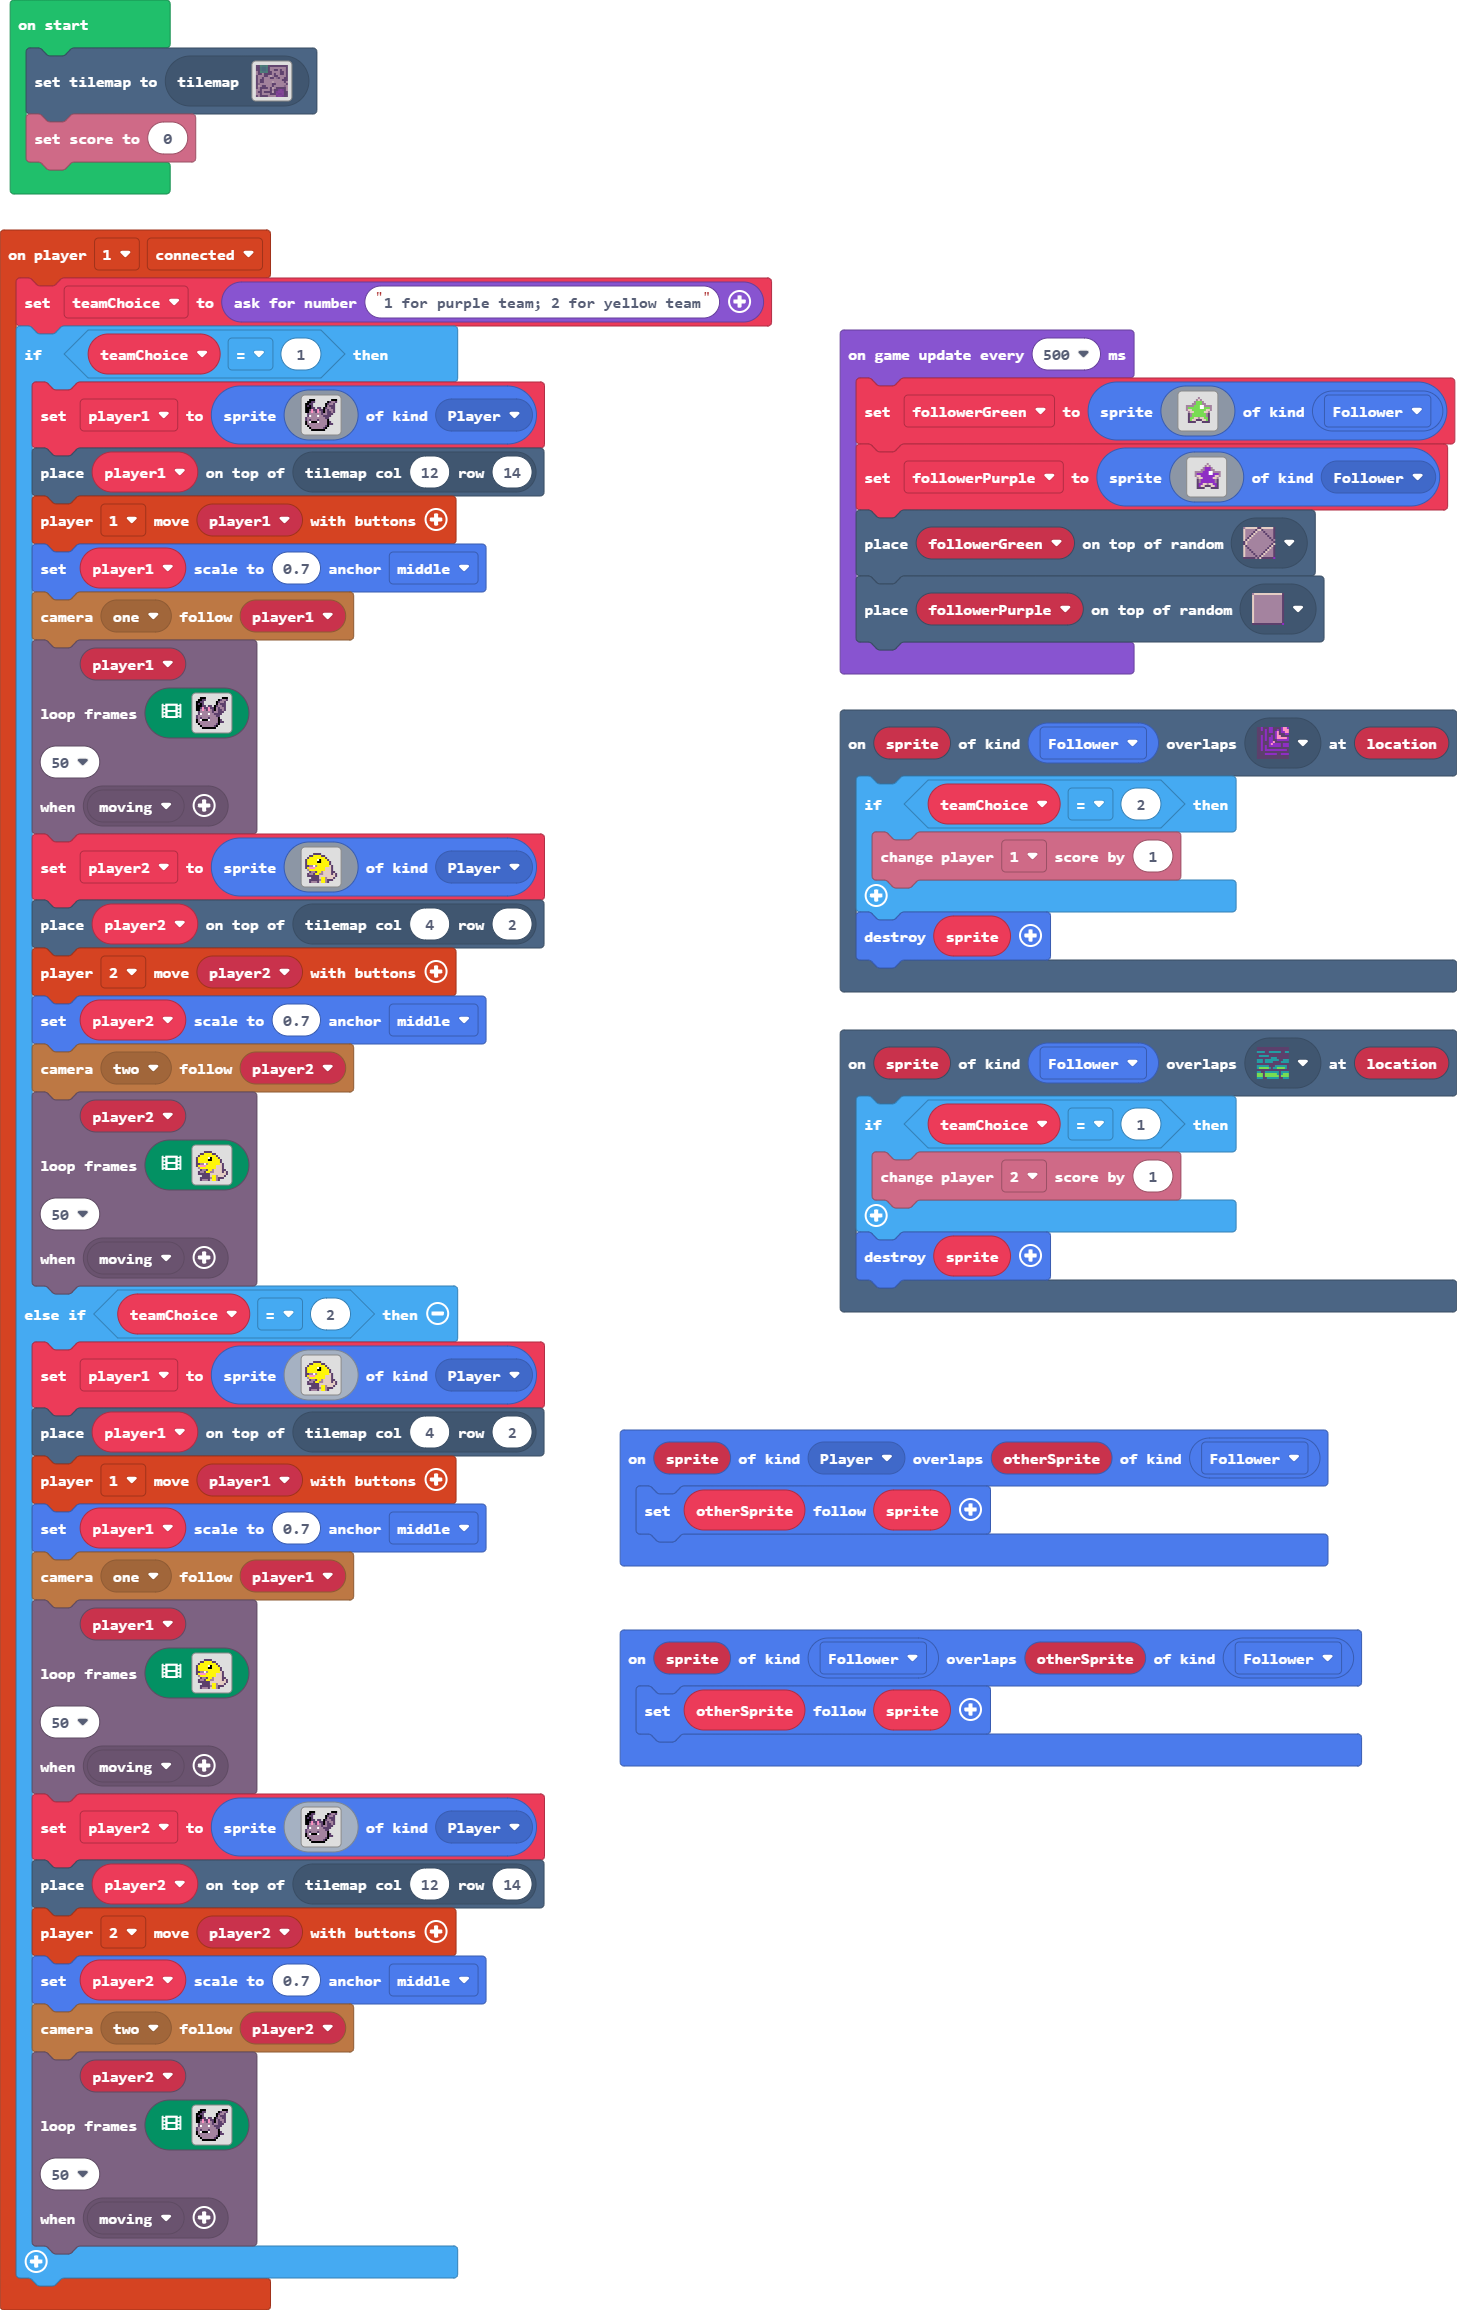 on start
set tilemap to tilemap
set score to 0
on player 1 connected
set teamChoice to ask for number "1 for purple team; 2 for yellow team"
if teamChoice = 1 then
set player1 to sprite of kind Player
place player1 on top of tilemap col 12 row 14
player 1 move player1 with buttons
set player1 scale to 0.7 anchor middle
camera one follow player1
player1
loop frames
50
when moving
set player2 to sprite of kind Player
place player2 on top of tilemap col 4 row 2
player 2 move player2 with buttons
set player2 scale to 0.7 anchor middle
camera two follow player2
player2
loop frames
50
when moving
else if teamChoice = 2 then
set player1 to sprite of kind Player
place player1 on top of tilemap col 4 row 2
player 1 move player1 with buttons
set player1 scale to 0.7 anchor middle
camera one follow player1
player1
loop frames
50
when moving
set player2 to sprite of kind Player
place player2 on top of tilemap col 12 row 14
player 2 move player2 with buttons
set player2 scale to 0.7 anchor middle
camera two follow player2
player2
loop frames
50
when moving
on game update every 500 ms
set followerGreen to sprite of kind Follower
set followerPurple to sprite of kind Follower
place followerGreen on top of random
place followerPurple on top of random
on sprite of kind Follower overlaps at location
if teamChoice = 2 then
change player 1 score by 1
destroy sprite
on sprite of kind Follower overlaps at location
if teamChoice = 1 then
change player 2 score by 1
destroy sprite
on sprite of kind Player overlaps otherSprite of kind Follower
set otherSprite follow sprite
on sprite of kind Follower overlaps otherSprite of kind Follower
set otherSprite follow sprite